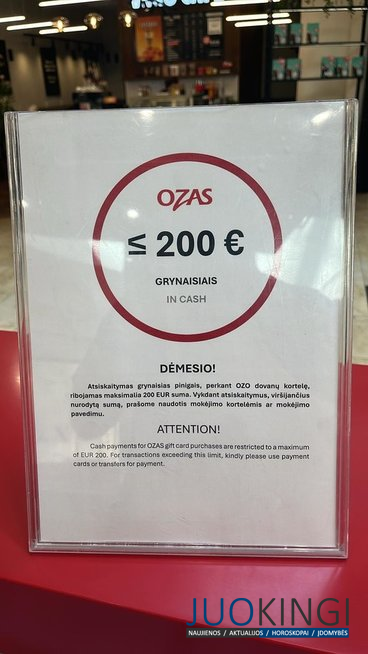 OZAS
≤ 200 €
GRYNAISIAIS
IN CASH
DĖMESIO!
Atsiskaitymas grynaisias pinigais, perkant OZO dovanų kortelę,
ribojamas maksimalia 200 EUR suma. Vykdant atsiskaitymus, viršijančius
nurodytą sumą, prašome naudotis mokėjimo kortelėmis ar mokėjimo
pavedimu.
ATTENTION!
Cash payments for OZAS gift card purchases are restricted to a maximum
of EUR 200. For transactions exceeding this limit, kindly please use payment
cards or transfers for payment.
JUOKINGI
NAUJIENOS / AKTUALIJOS / HOROSKOPAI / ĮDOMYBĖS